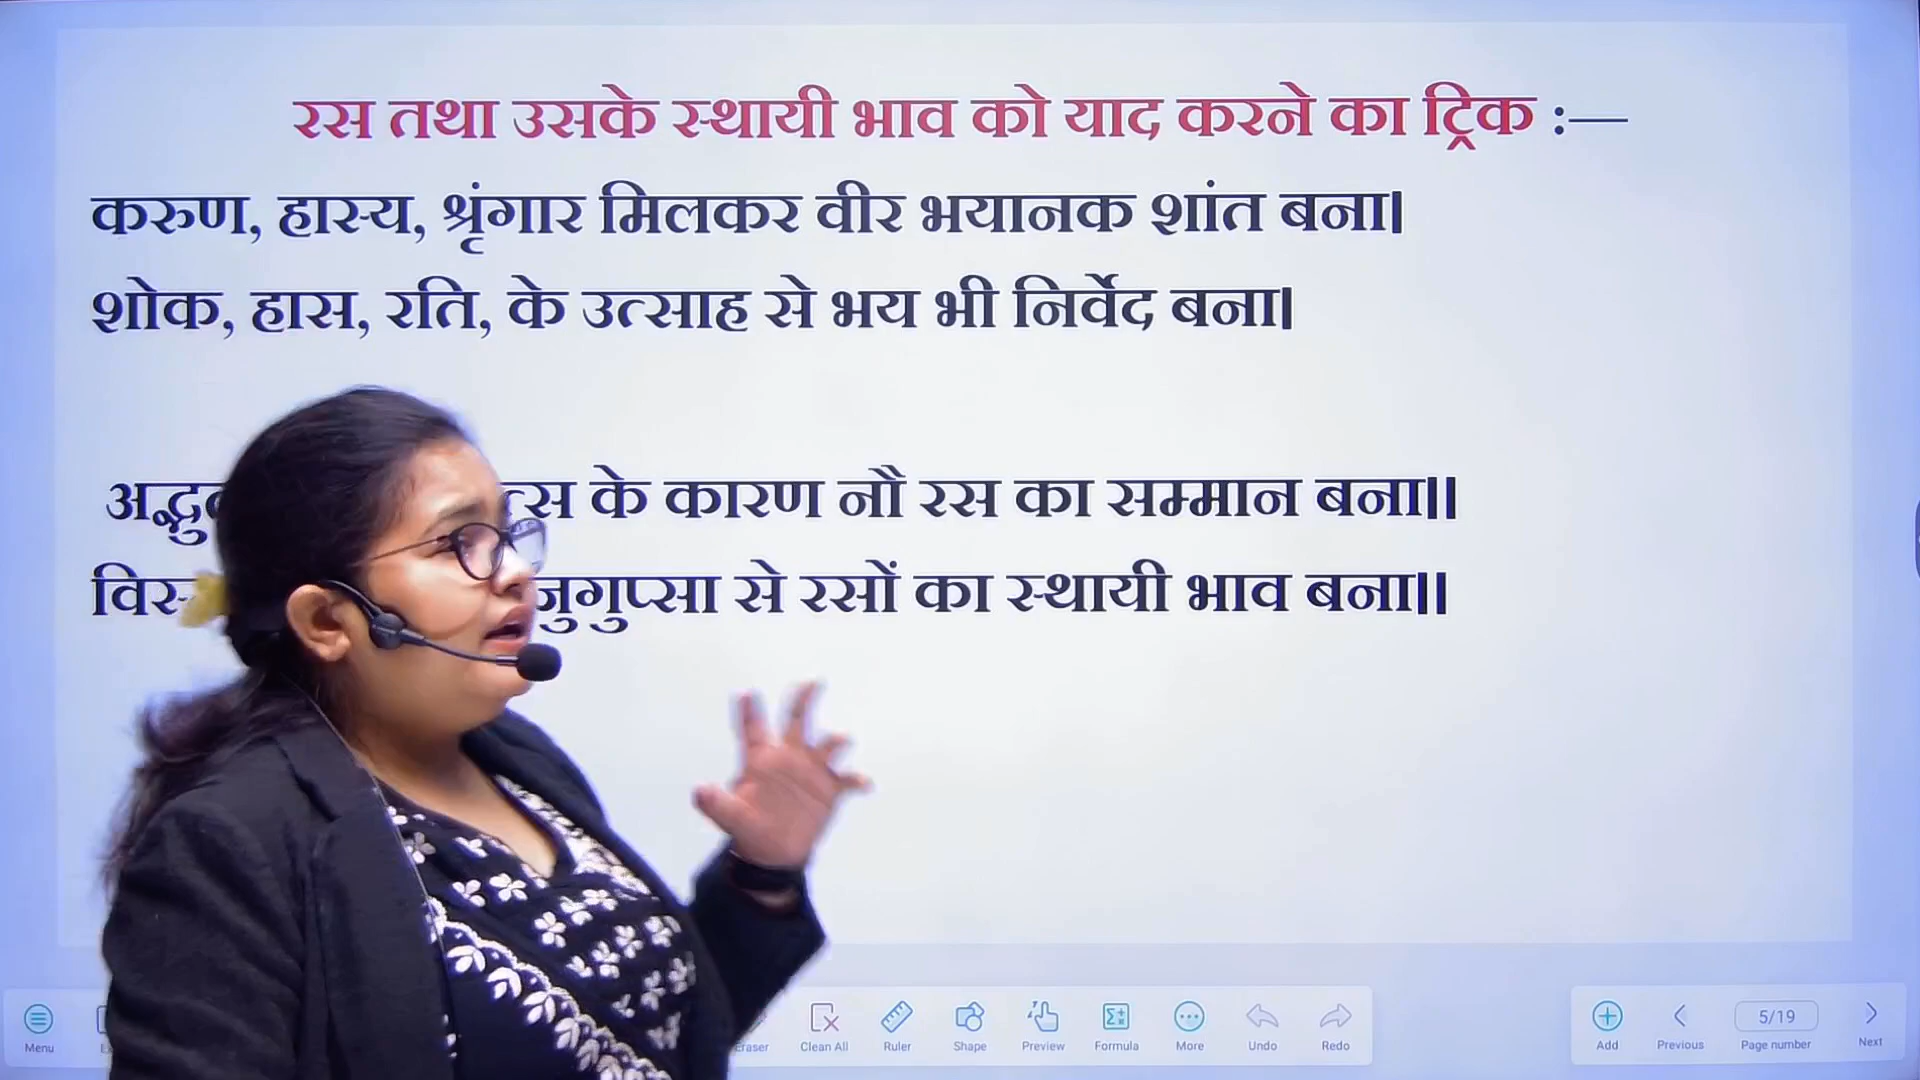 रस तथा उसके स्थायी भाव को याद करने का ट्रिक :—
करुण, हास्य, श्रृंगार मिलकर वीर भयानक शांत बना।
शोक, हास, रति, के उत्साह से भय भी निर्वेद बना।
के कारण नौ रस का सम्मान बना।।
जुगुप्सा से रसों का स्थायी भाव बना।।
Menu
Eraser
Clean All
Ruler
Shape
Preview
Formula
More
Undo
Redo
Add
Previous
5/19
Page number
Next